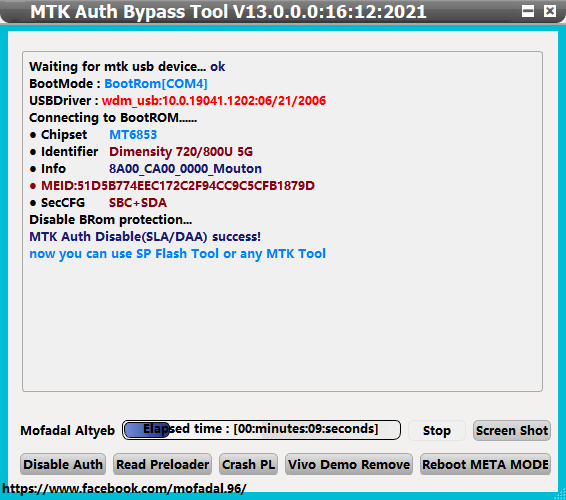 MTK Auth Bypass Tool V13.0.0.0:16:12:2021
Waiting for mtk usb device... ok
BootMode : BootRom[COM4]
USBDriver : wdm_usb:10.0.19041.1202:06/21/2006
Connecting to BootROM......
● Chipset MT6853
● Identifier Dimensity 720/800U 5G
● Info 8A00_CA00_0000_Mouton
● MEID:51D5B774EEC172C2F94CC9C5CFB1879D
● SecCFG SBC+SDA
Disable BRom protection...
MTK Auth Disable(SLA/DAA) success!
now you can use SP Flash Tool or any MTK Tool
Mofadal Altyeb Elapsed time : [00:minutes:09:seconds] Stop Screen Shot
Disable Auth Read Preloader Crash PL Vivo Demo Remove Reboot META MODE
https://www.facebook.com/mofadal.96/